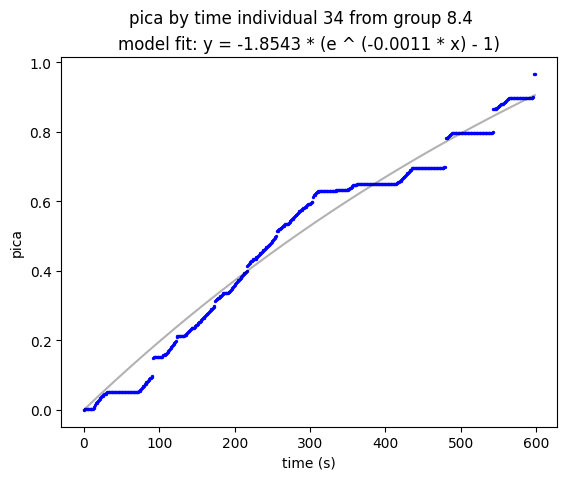 pica by time individual 34 from group 8.4
model fit: y = -1.8543 * (e ^ (-0.0011 * x) - 1)
1.0
0.8
0.6
0.4
0.2
0.0
pica
0 100 200 300 400 500 600
time (s)